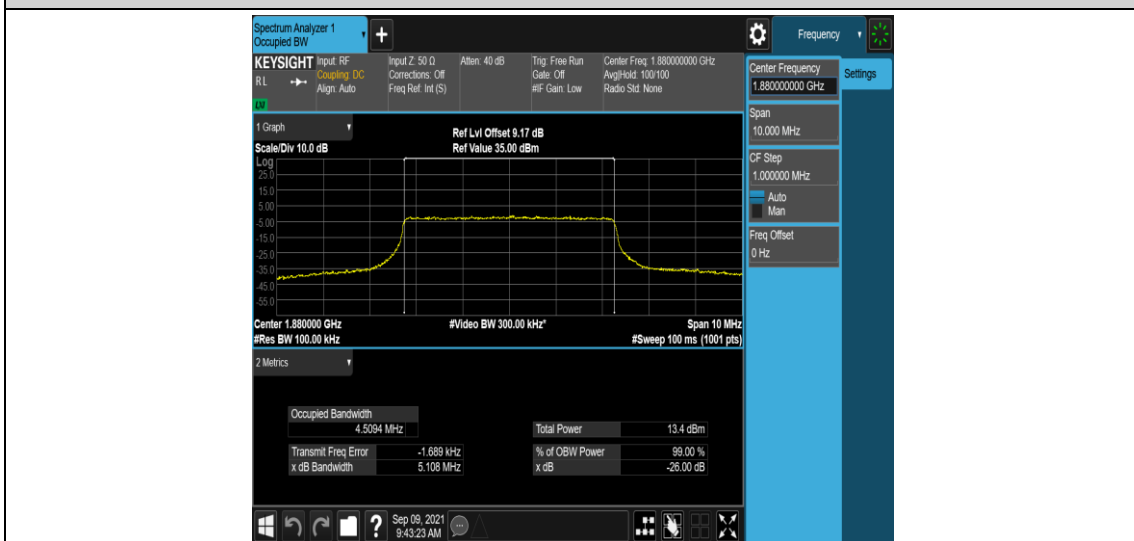 Spectrum Analyzer 1
Occupied BW
+
Frequency
KEYSIGHT Input: RF Input Z: 50 Ω Atten: 40 dB Trig: Free Run Center Freq: 1.880000000 GHz
RL Coupling: DC Corrections: Off Gate: Off Avg|Hold: 100/100
Align: Auto Freq Ref: Int (S) #IF Gain: Low Radio Std: None
LXI
Center Frequency
1.880000000 GHz
Settings
Span
10.000 MHz
CF Step
1.000000 MHz
Auto
Man
Freq Offset
0 Hz
1 Graph
Ref Lvl Offset 9.17 dB
Scale/Div 10.0 dB Ref Value 35.00 dBm
Log
25.0
15.0
5.00
-5.00
-15.0
-25.0
-35.0
-45.0
-55.0
Center 1.880000 GHz #Video BW 300.00 kHz* Span 10 MHz
#Res BW 100.00 kHz #Sweep 100 ms (1001 pts)
2 Metrics
Occupied Bandwidth
4.5094 MHz Total Power 13.4 dBm
Transmit Freq Error -1.689 kHz % of OBW Power 99.00 %
x dB Bandwidth 5.108 MHz x dB -26.00 dB
? Sep 09, 2021
9:43:23 AM